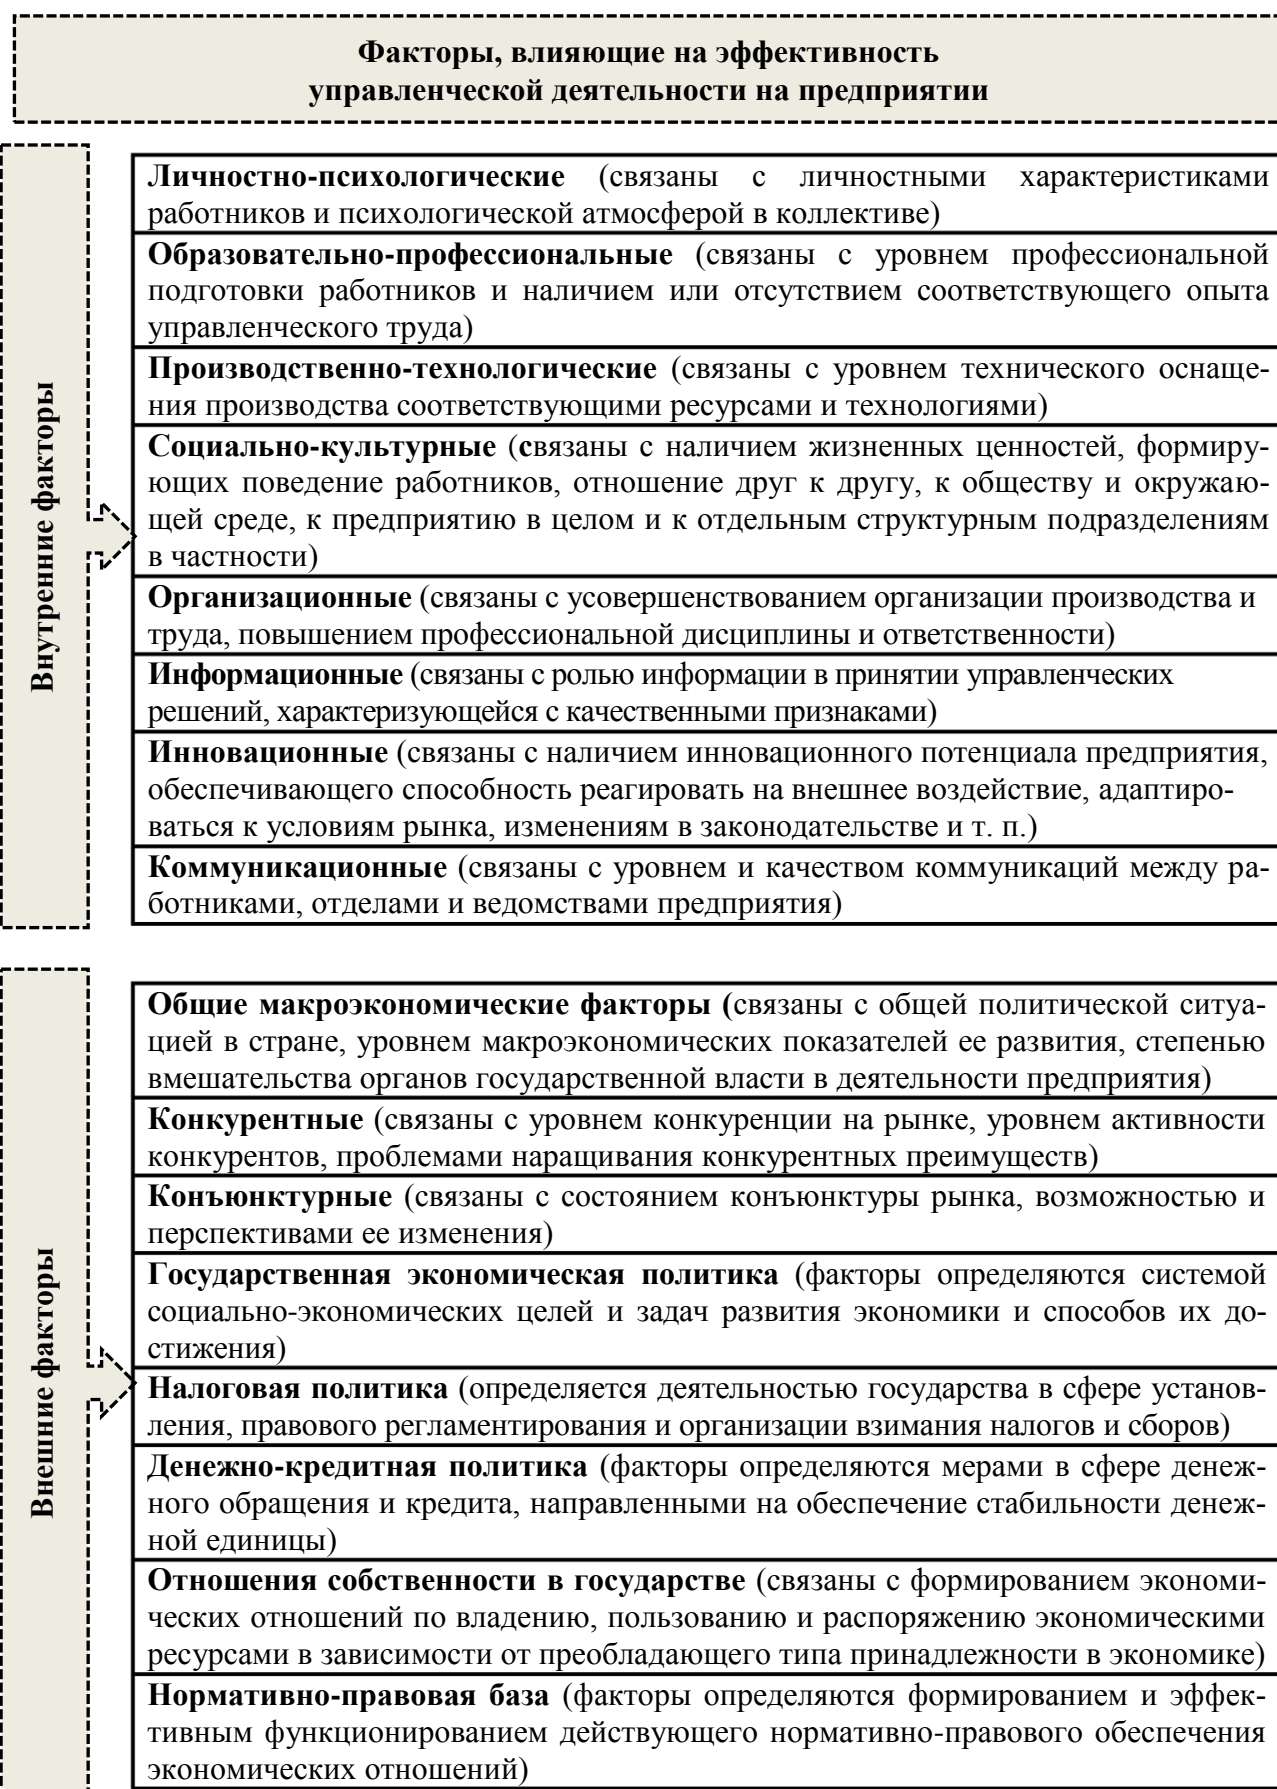 Факторы, влияющие на эффективность
управленческой деятельности на предприятии
Внутренние факторы
Личностно-психологические (связаны с личностными характеристиками
работников и психологической атмосферой в коллективе)
Образовательно-профессиональные (связаны с уровнем профессиональной
подготовки работников и наличием или отсутствием соответствующего опыта
управленческого труда)
Производственно-технологические (связаны с уровнем технического оснаще-
ния производства соответствующими ресурсами и технологиями)
Социально-культурные (связаны с наличием жизненных ценностей, формиру-
ющих поведение работников, отношение друг к другу, к обществу и окружаю-
щей среде, к предприятию в целом и к отдельным структурным подразделениям
в частности)
Организационные (связаны с усовершенствованием организации производства и
труда, повышением профессиональной дисциплины и ответственности)
Информационные (связаны с ролью информации в принятии управленческих
решений, характеризующейся с качественными признаками)
Инновационные (связаны с наличием инновационного потенциала предприятия,
обеспечивающего способность реагировать на внешнее воздействие, адаптиро-
ваться к условиям рынка, изменениям в законодательстве и т. п.)
Коммуникационные (связаны с уровнем и качеством коммуникаций между ра-
ботниками, отделами и ведомствами предприятия)
Внешние факторы
Общие макроэкономические факторы (связаны с общей политической ситуа-
цией в стране, уровнем макроэкономических показателей ее развития, степенью
вмешательства органов государственной власти в деятельности предприятия)
Конкурентные (связаны с уровнем конкуренции на рынке, уровнем активности
конкурентов, проблемами наращивания конкурентных преимуществ)
Конъюнктурные (связаны с состоянием конъюнктуры рынка, возможностью и
перспективами ее изменения)
Государственная экономическая политика (факторы определяются системой
социально-экономических целей и задач развития экономики и способов их до-
стижения)
Налоговая политика (определяется деятельностью государства в сфере установ-
ления, правового регламентирования и организации взимания налогов и сборов)
Денежно-кредитная политика (факторы определяются мерами в сфере денеж-
ного обращения и кредита, направленными на обеспечение стабильности денеж-
ной единицы)
Отношения собственности в государстве (связаны с формированием экономи-
ческих отношений по владению, пользованию и распоряжению экономическими
ресурсами в зависимости от преобладающего типа принадлежности в экономике)
Нормативно-правовая база (факторы определяются формированием и эффек-
тивным функционированием действующего нормативно-правового обеспечения
экономических отношений)